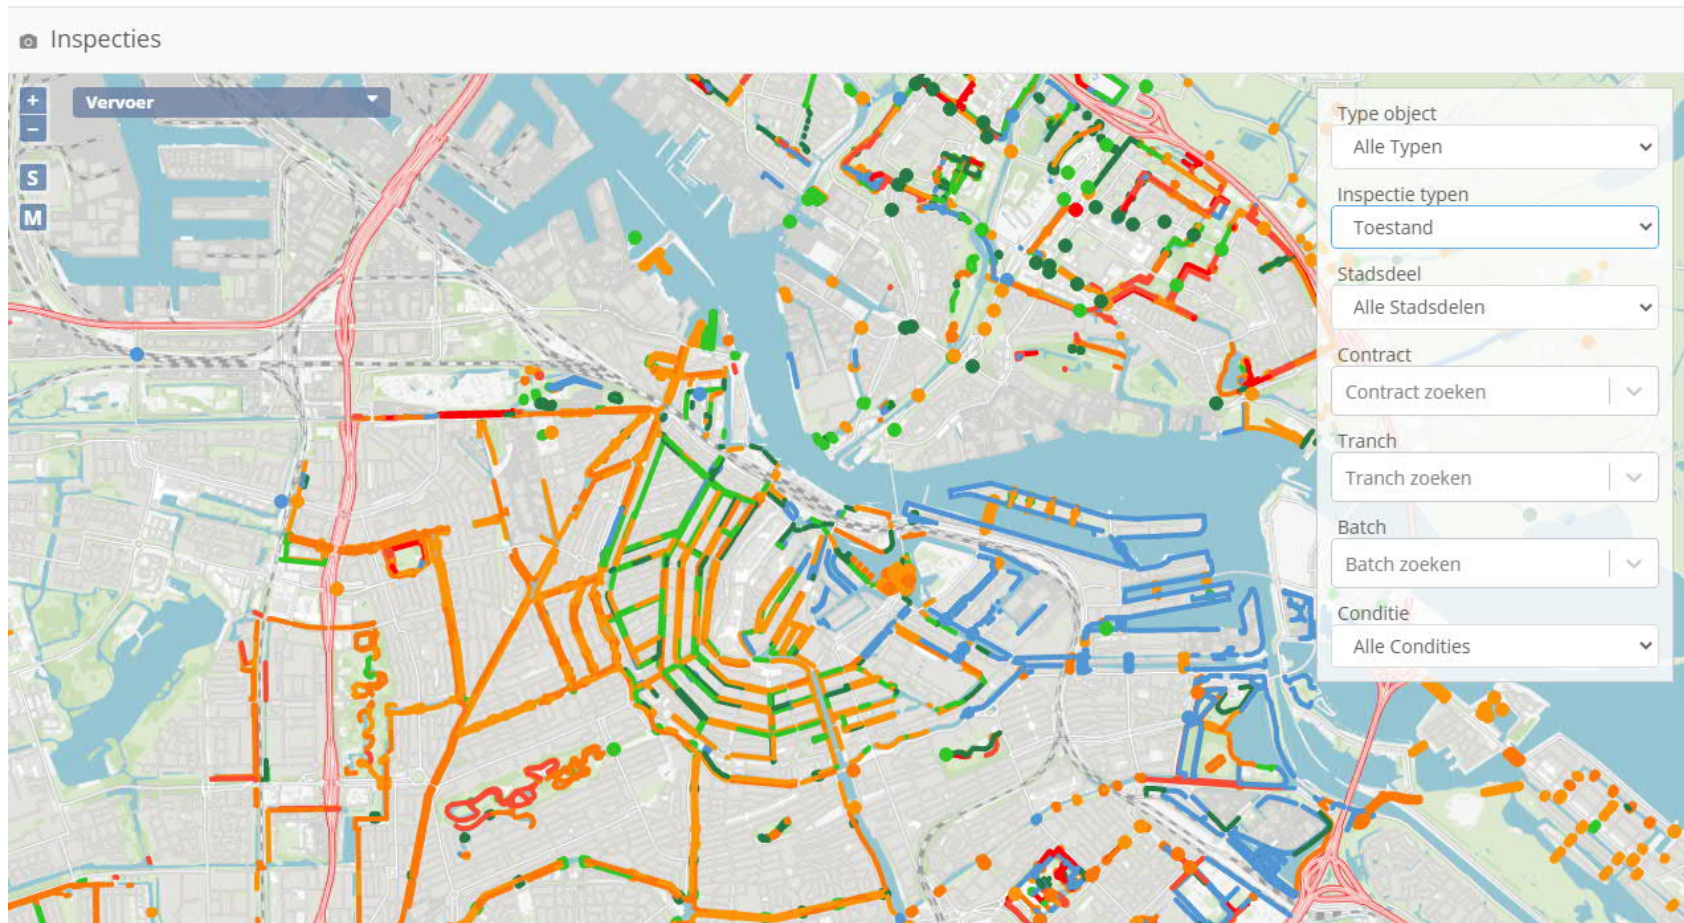 Inspecties
+
Vervoer
−
S
M
Type object
Alle Typen
Inspectie typen
Toestand
Stadsdeel
Alle Stadsdelen
Contract
Contract zoeken
Tranch
Tranch zoeken
Batch
Batch zoeken
Conditie
Alle Condities